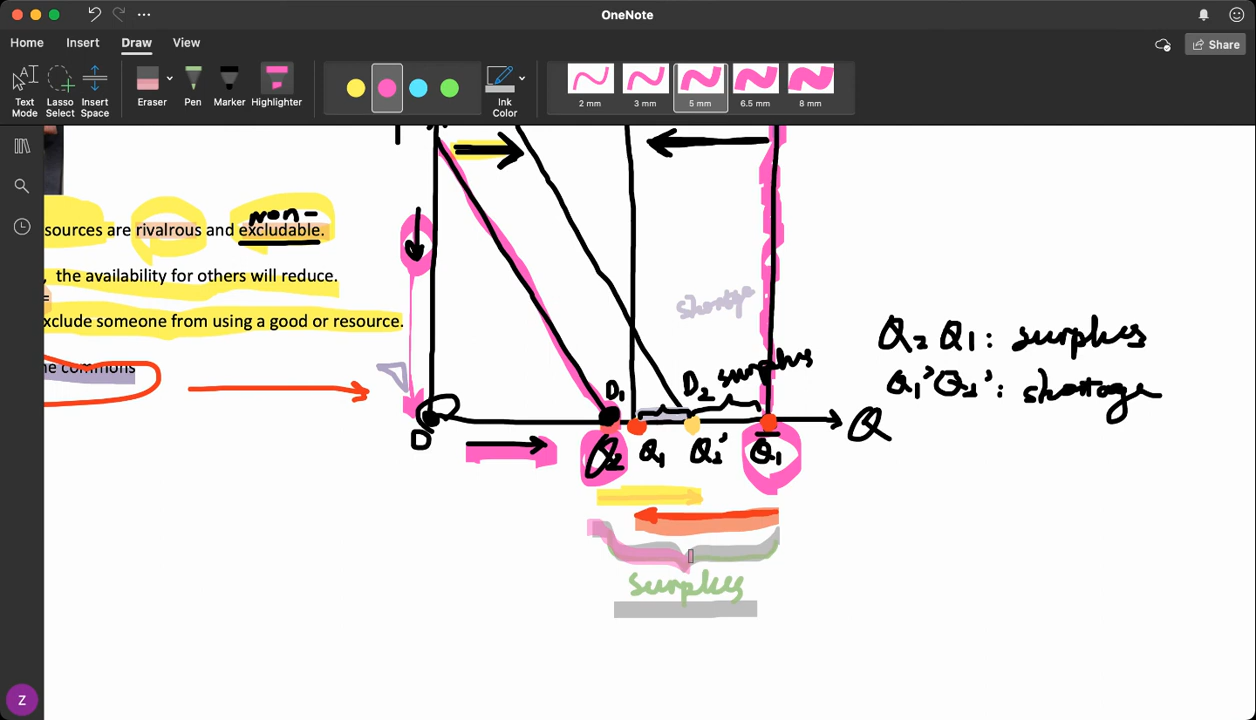 OneNote
Home Insert Draw View
Share
Text Mode
Lasso Select
Insert Space
Eraser
Pen
Marker
Highlighter
Ink Color
2 mm
3 mm
5 mm
6.5 mm
8 mm
non-
sources are rivalrous and excludable.
, the availability for others will reduce.
xclude someone from using a good or resource.
e commons
shortge
Q2 Q1: surplus
Q1' Q2': shortage
surplus
D1
D2
Q
Q2
Q1
Q2'
Q1
surplus
Z